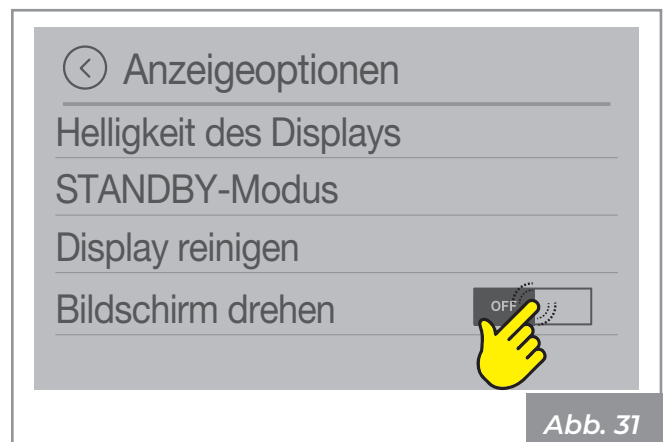 Anzeigeoptionen
Helligkeit des Displays
STANDBY-Modus
Display reinigen
Bildschirm drehen OFF
Abb. 31